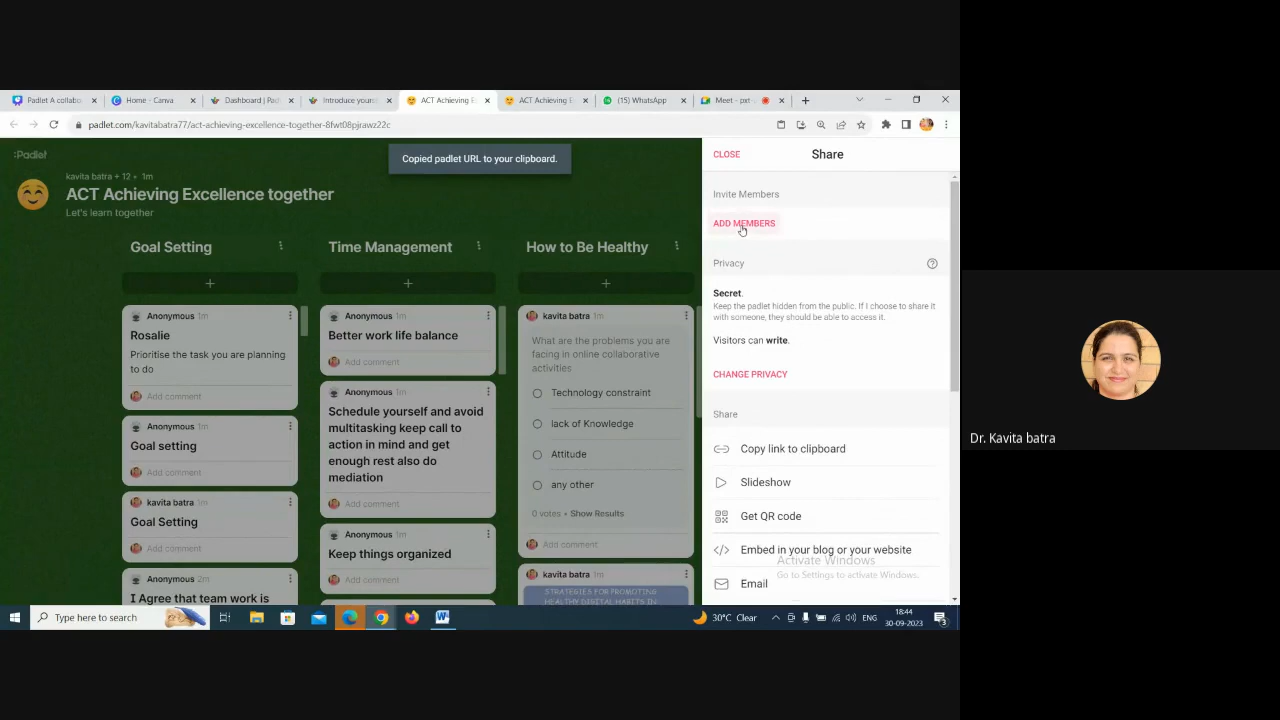 Padlet A collabo
Home - Canva
Dashboard | Pad
Introduce yours
ACT Achieving E
ACT Achieving E
(15) WhatsApp
Meet – pxt-
padlet.com/kavitabatra77/act-achieving-excellence-together-8fwt08pjrawz22c
:Padlet
kavita batra + 12 • 1m
ACT Achieving Excellence together
Let's learn together
Copied padlet URL to your clipboard.
Goal Setting
Anonymous 1m
Rosalie
Prioritise the task you are planning
to do
Add comment
Anonymous 1m
Goal setting
Add comment
kavita batra 1m
Goal Setting
Add comment
Anonymous 2m
I Agree that team work is
Time Management
Anonymous 1m
Better work life balance
Add comment
Anonymous 1m
Schedule yourself and avoid
multitasking keep call to
action in mind and get
enough rest also do
mediation
Add comment
Anonymous 1m
Keep things organized
Add comment
How to Be Healthy
kavita batra 1m
What are the problems you are
facing in online collaborative
activities
Technology constraint
lack of Knowledge
Attitude
any other
0 votes • Show Results
Add comment
kavita batra 1m
STRATEGIES FOR PROMOTING
HEALTHY DIGITAL HABITS IN
CLOSE
Share
Invite Members
ADD MEMBERS
Privacy
Secret.
Keep the padlet hidden from the public. If I choose to share it
with someone, they should be able to access it.
Visitors can write.
CHANGE PRIVACY
Share
Copy link to clipboard
Slideshow
Get QR code
Embed in your blog or your website
Activate Windows
Go to Settings to activate Windows.
Email
Type here to search
30°C Clear
ENG
18:44
30-09-2023
3
Dr. Kavita batra